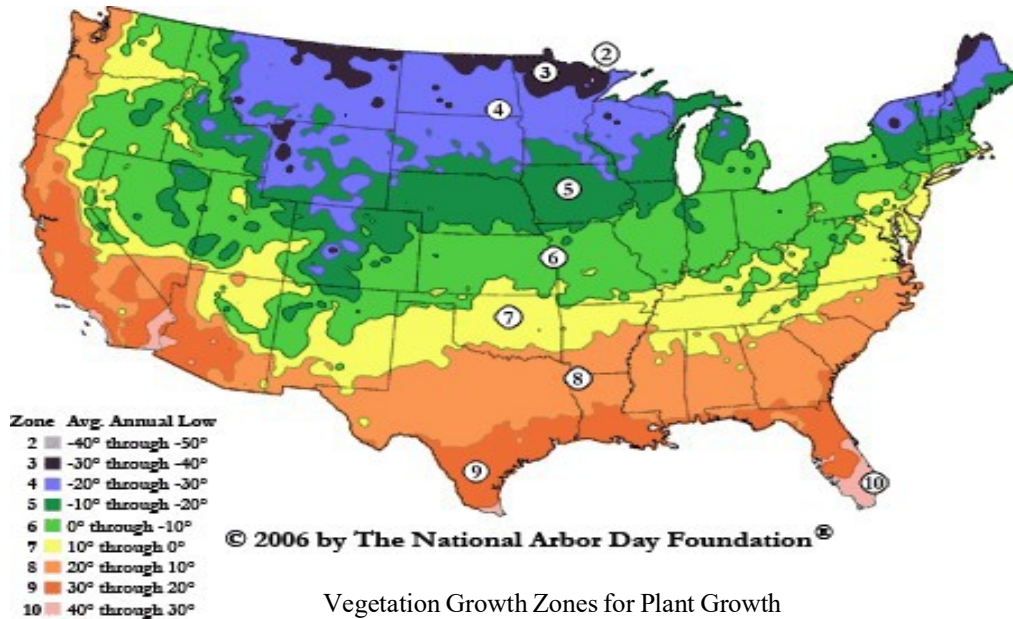 2
3
4
5
6
7
8
9
10
Zone Avg. Annual Low
2 -40° through -50°
3 -30° through -40°
4 -20° through -30°
5 -10° through -20°
6 0° through -10°
7 10° through 0°
8 20° through 10°
9 30° through 20°
10 40° through 30°
© 2006 by The National Arbor Day Foundation®
Vegetation Growth Zones for Plant Growth